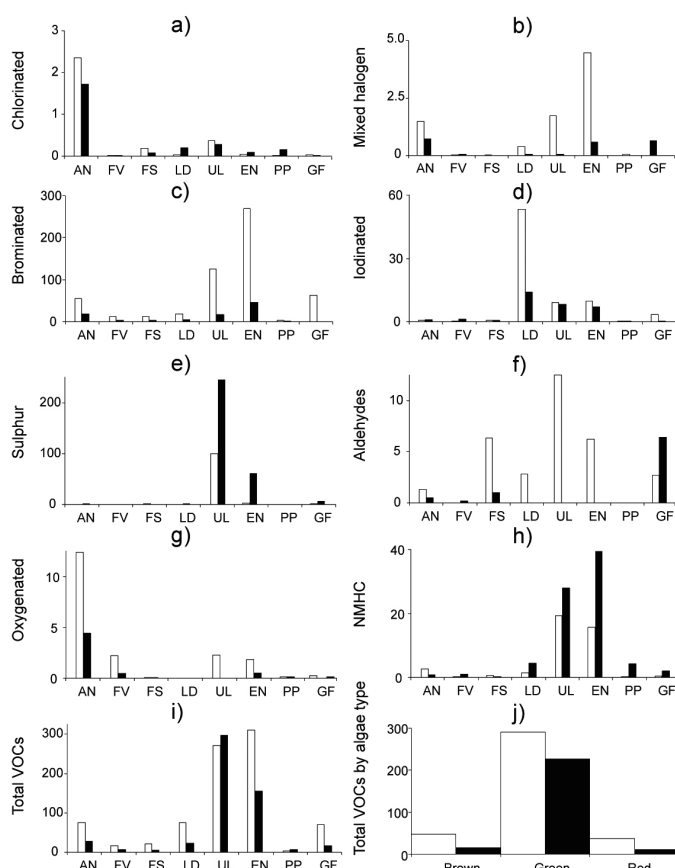 a)
Chlorinated
3
2
1
0
AN FV FS LD UL EN PP GF
b)
Mixed halogen
5.0
2.5
0.0
AN FV FS LD UL EN PP GF
c)
Brominated
300
200
100
0
AN FV FS LD UL EN PP GF
d)
Iodinated
60
30
0
AN FV FS LD UL EN PP GF
e)
Sulphur
200
100
0
AN FV FS LD UL EN PP GF
f)
Aldehydes
10
5
0
AN FV FS LD UL EN PP GF
g)
Oxygenated
10
5
0
AN FV FS LD UL EN PP GF
h)
NMHC
40
20
0
AN FV FS LD UL EN PP GF
i)
Total VOCs
300
200
100
0
AN FV FS LD UL EN PP GF
j)
Total VOCs by algae type
300
200
100
0
Brown Green Red